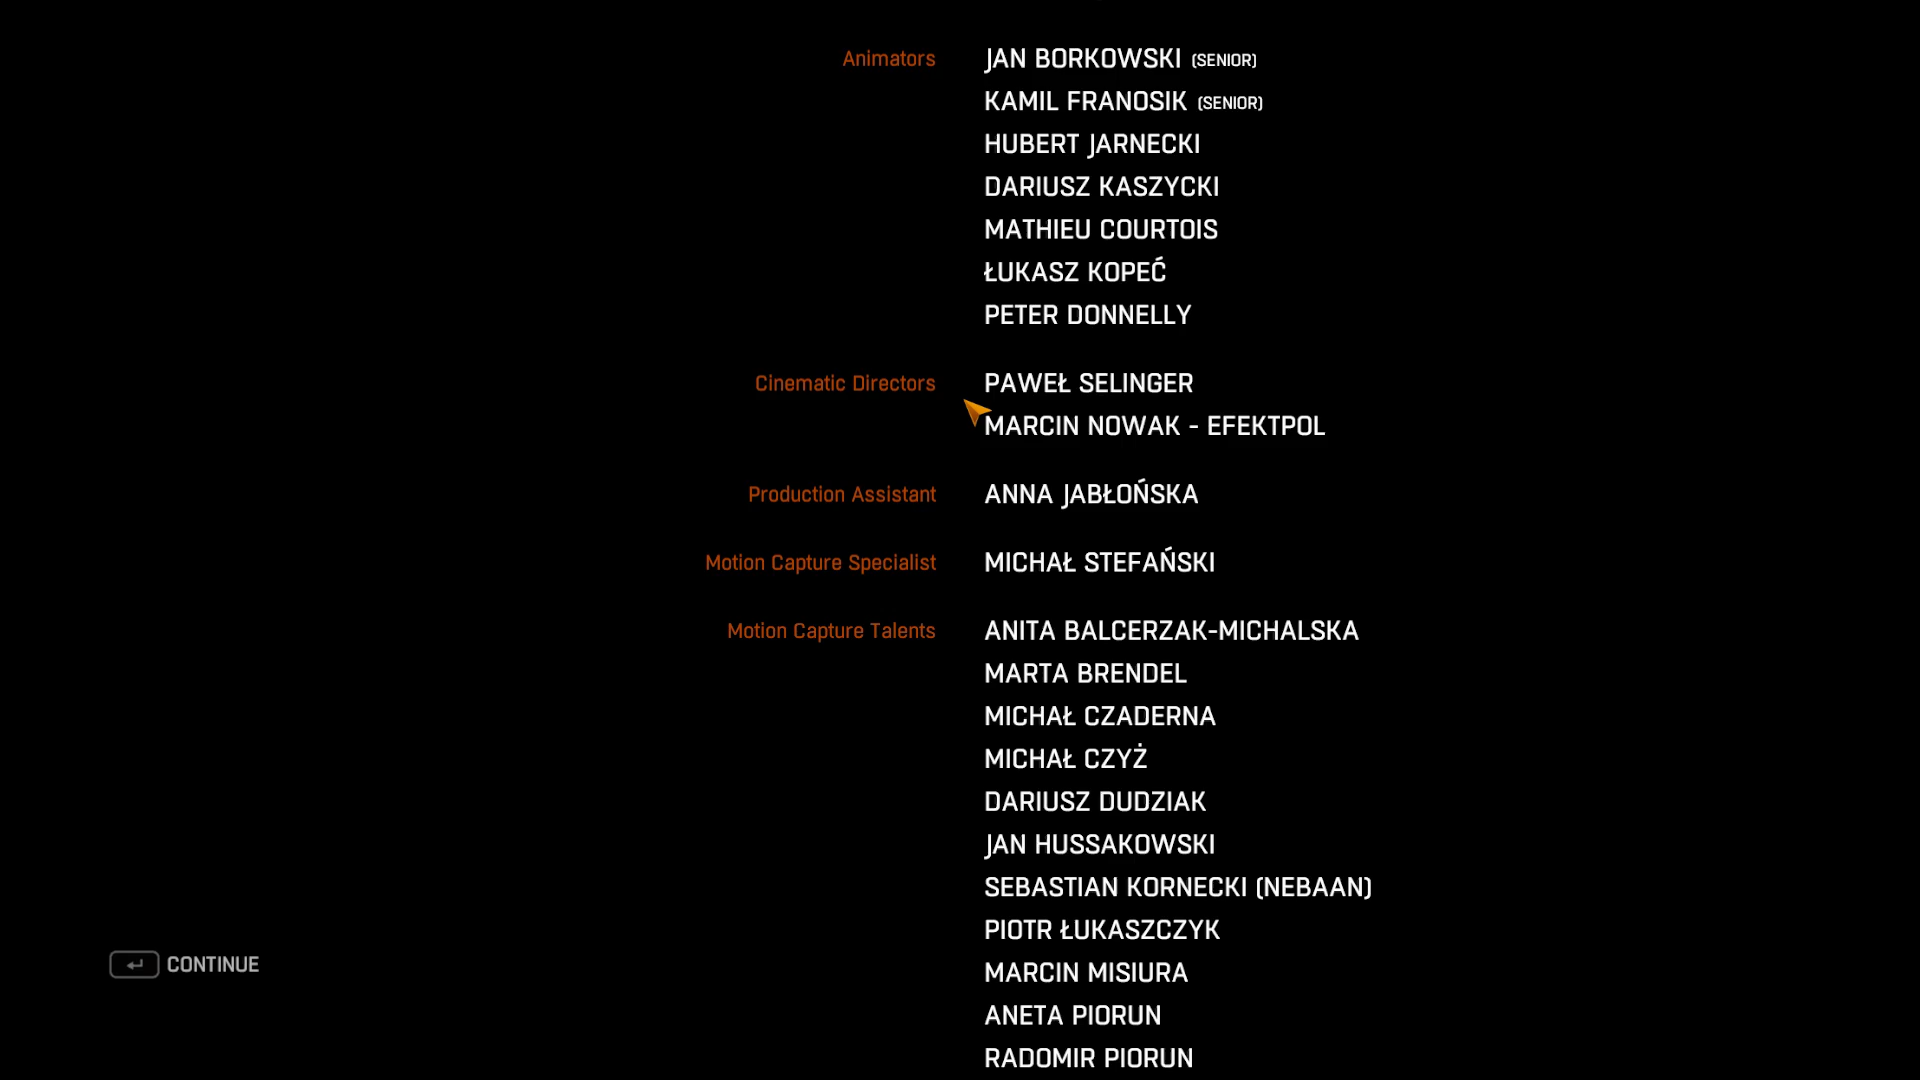 Animators JAN BORKOWSKI (SENIOR)
KAMIL FRANOSIK (SENIOR)
HUBERT JARNECKI
DARIUSZ KASZYCKI
MATHIEU COURTOIS
ŁUKASZ KOPEĆ
PETER DONNELLY
Cinematic Directors PAWEŁ SELINGER
MARCIN NOWAK - EFEKTPOL
Production Assistant ANNA JABŁOŃSKA
Motion Capture Specialist MICHAŁ STEFAŃSKI
Motion Capture Talents ANITA BALCERZAK-MICHALSKA
MARTA BRENDEL
MICHAŁ CZADERNA
MICHAŁ CZYŻ
DARIUSZ DUDZIAK
JAN HUSSAKOWSKI
SEBASTIAN KORNECKI (NEBAAN)
PIOTR ŁUKASZCZYK
MARCIN MISIURA
ANETA PIORUN
RADOMIR PIORUN
CONTINUE